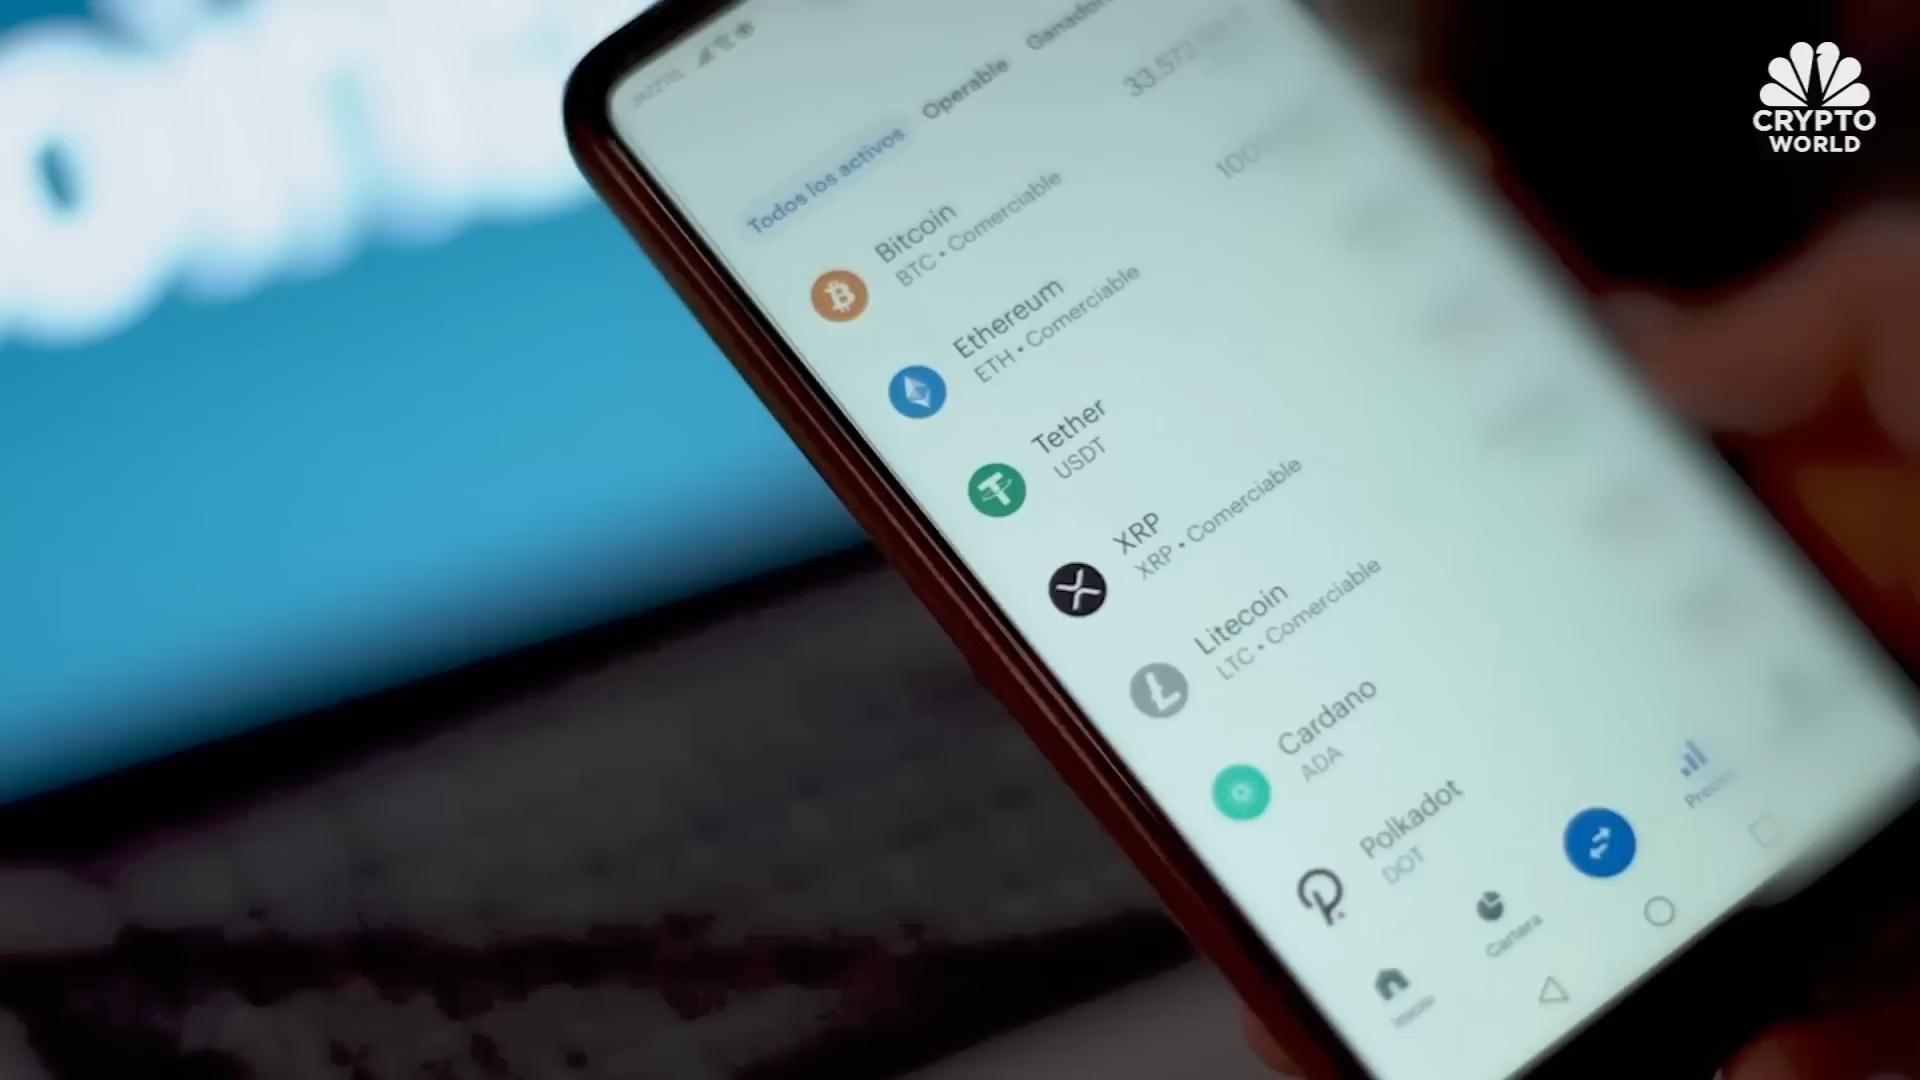 CRYPTO
WORLD
Todos los activos
Operable
Bitcoin
BTC • Comerciable
Ethereum
ETH • Comerciable
Tether
USDT
XRP
XRP • Comerciable
Litecoin
LTC • Comerciable
Cardano
ADA
Polkadot
DOT
Cartera